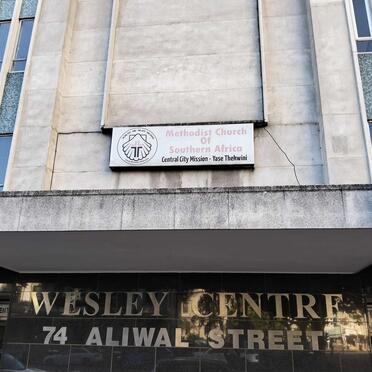 Methodist Church
Of
Southern Africa
Central City Mission - Yase Thekwini
WESLEY CENTRE
74 ALIWAL STREET